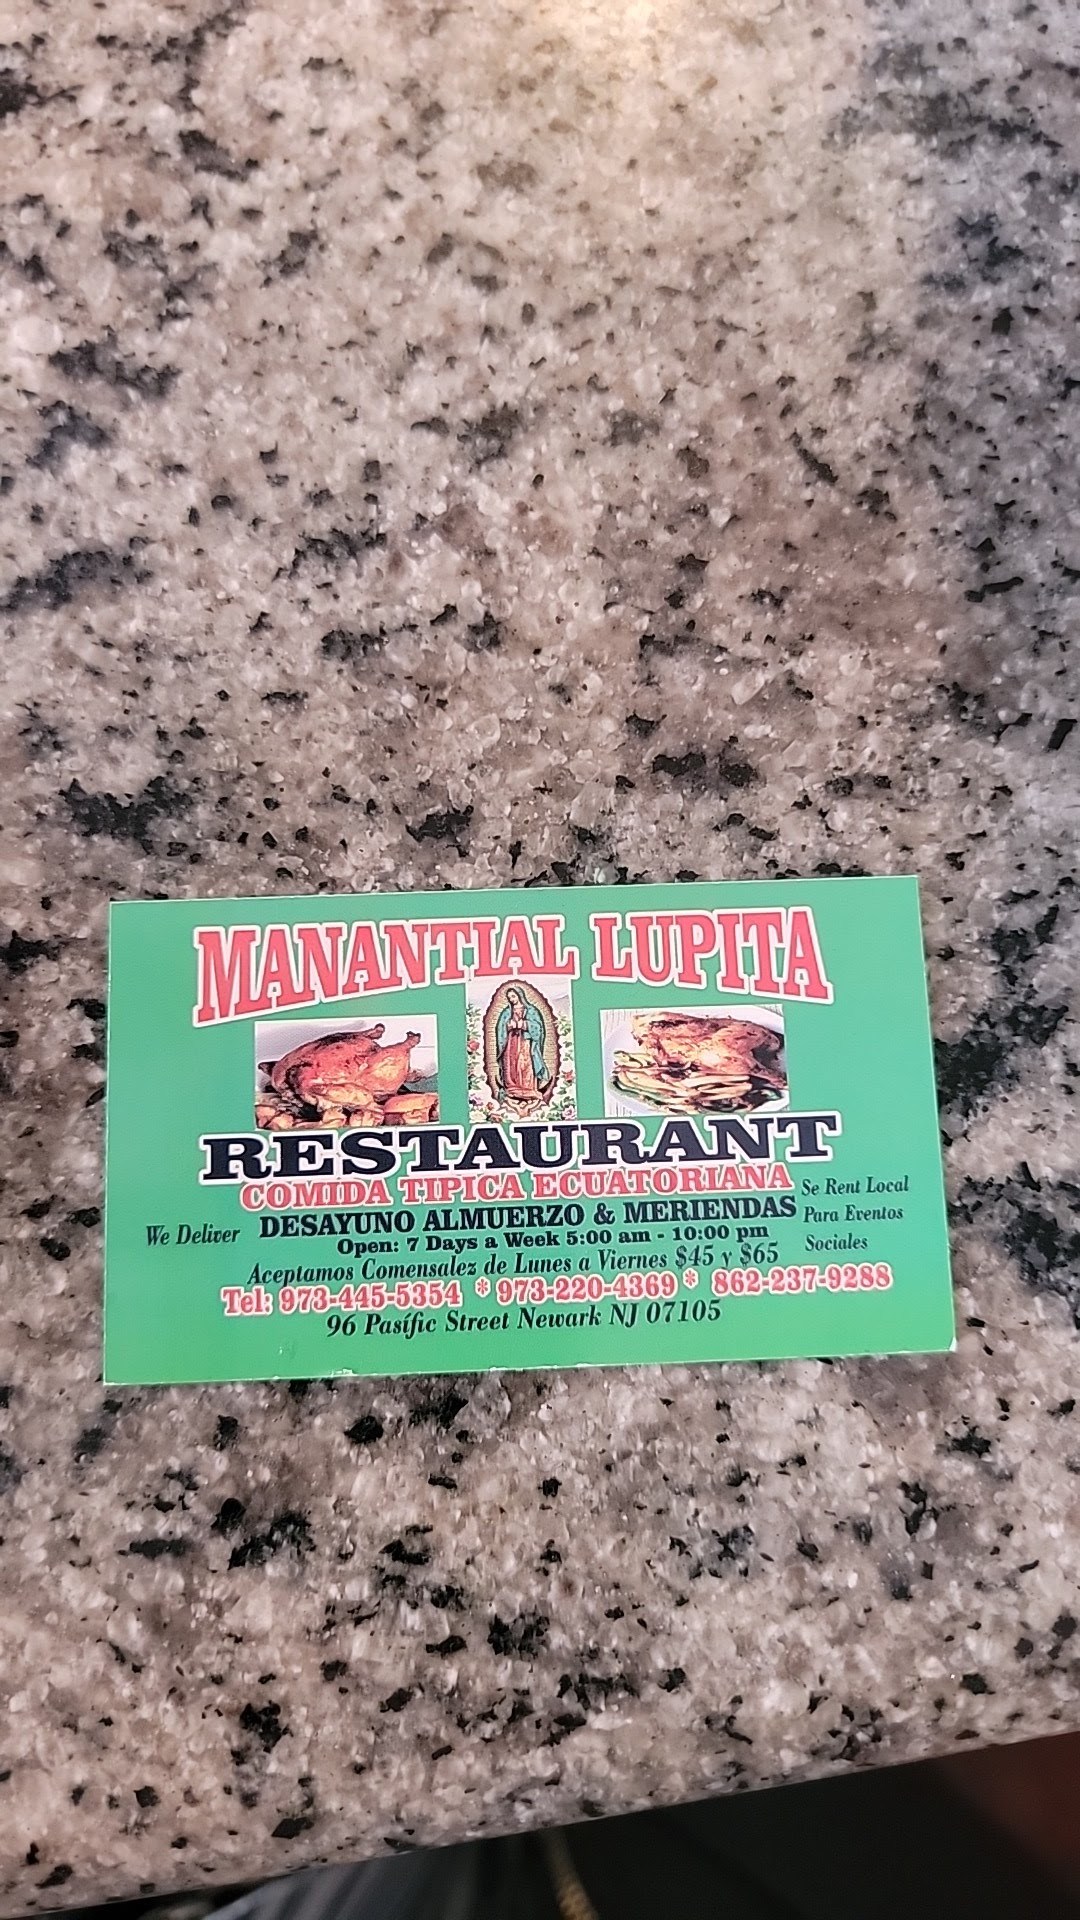 MANANTIAL LUPITA
RESTAURANT
COMIDA TIPICA ECUATORIANA
We Deliver
DESAYUNO ALMUERZO & MERIENDAS
Open: 7 Days a Week 5:00 am - 10:00 pm
Se Rent Local
Para Eventos
Sociales
Aceptamos Comensalez de Lunes a Viernes $45 y $65
Tel: 973-445-5354 * 973-220-4369 * 862-237-9288
96 Pasífic Street Newark NJ 07105